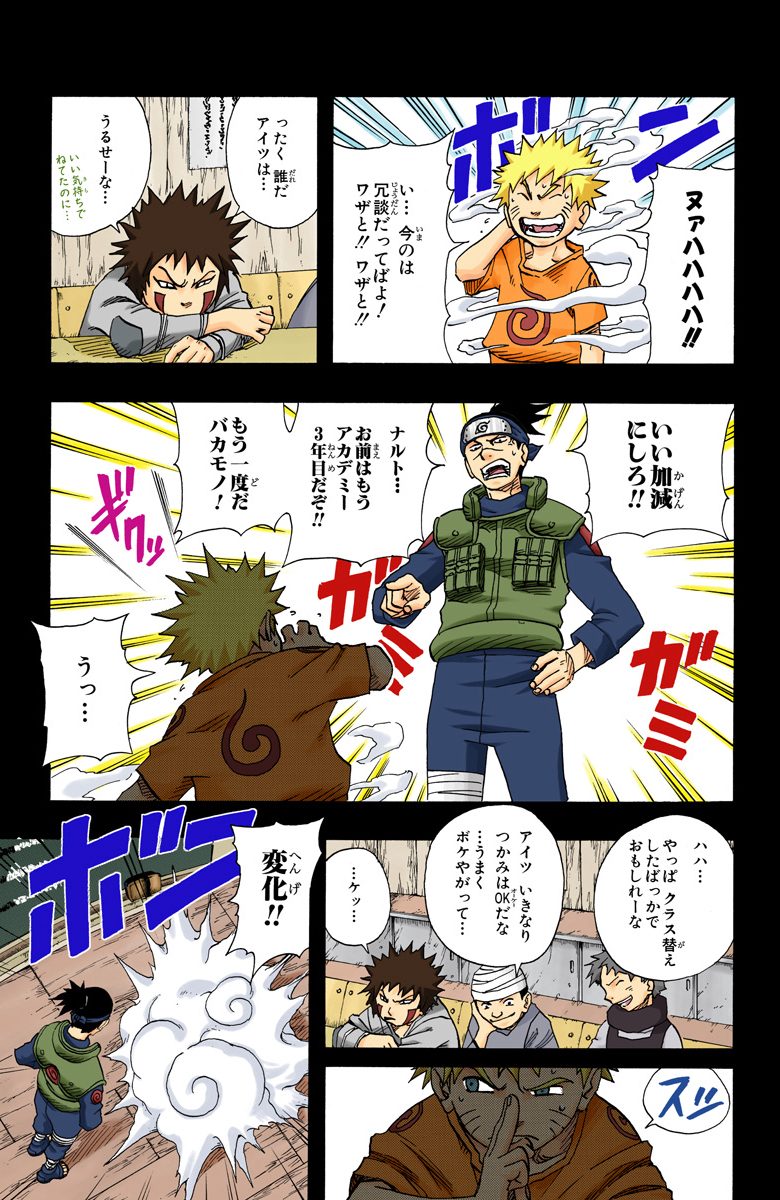 ボン
ヌァハハハハ!!
い…今のは
冗談だってばよ!
ワザと!!ワザと!!
ったく誰だ
アイツは…
うるせーな…
いい気持ちで
ねてたのに…
いい加減
にしろ!!
ナルト…
お前はもう
アカデミー
3年目だぞ!!
もう一度だ
バカモノ!
ガミ
ガミ
ギクッ
うっ…
ハハ…
やっぱクラス替え
したばっかで
おもしれーな
アイツいきなり
つかみはOKだな
…うまく
ボケやがって…
…ケッ…
スッ
変化!!
ボン